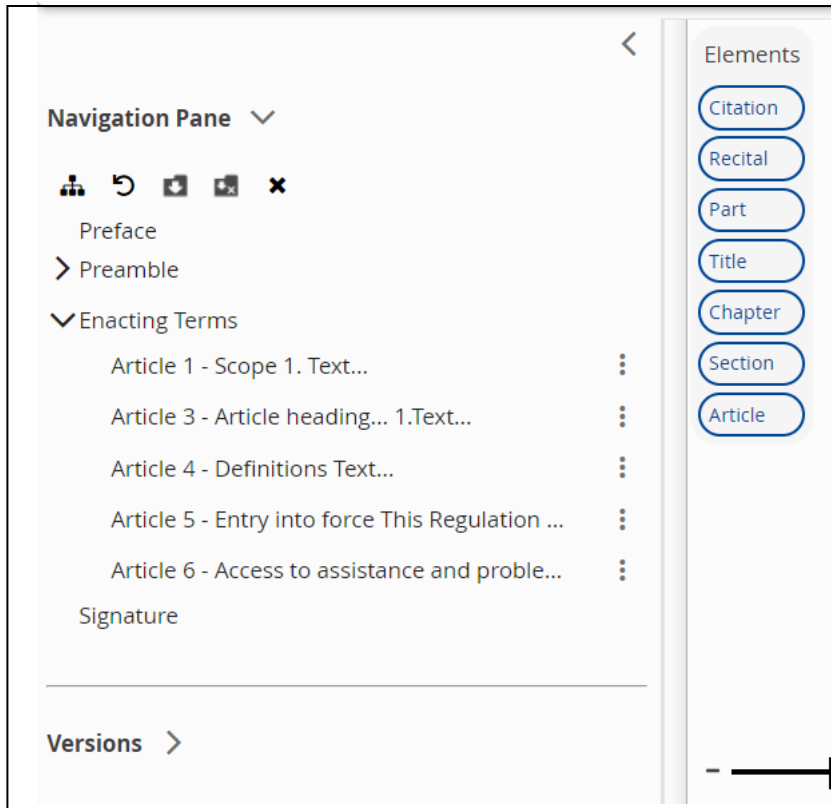 Navigation Pane
Preface
Preamble
Enacting Terms
Article 1 - Scope 1. Text...
Article 3 - Article heading... 1.Text...
Article 4 - Definitions Text...
Article 5 - Entry into force This Regulation ...
Article 6 - Access to assistance and proble...
Signature
Versions
Elements
Citation
Recital
Part
Title
Chapter
Section
Article